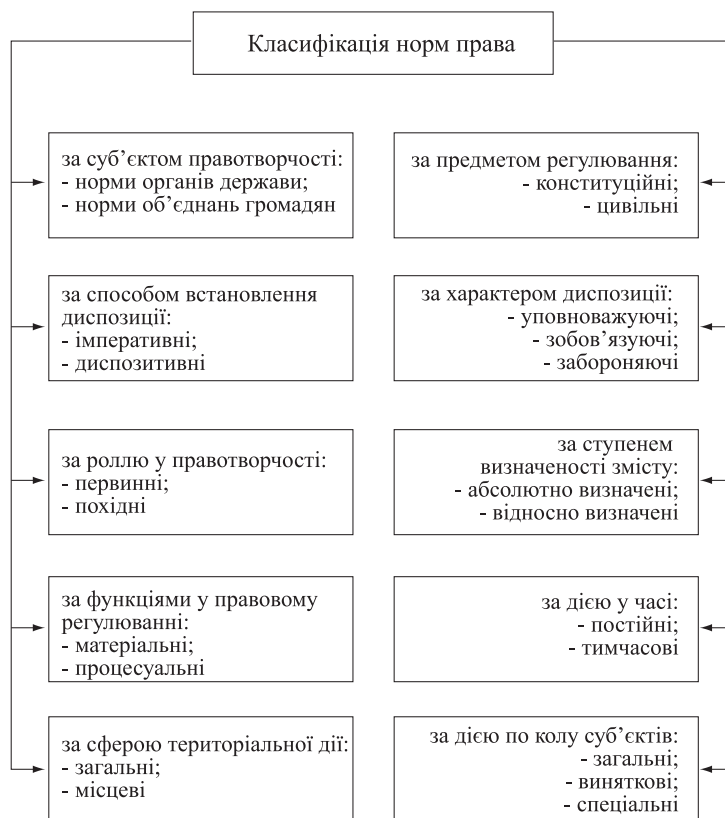 Класифікація норм права
за суб’єктом правотворчості:
- норми органів держави;
- норми об’єднань громадян
за предметом регулювання:
- конституційні;
- цивільні
за способом встановлення
диспозиції:
- імперативні;
- диспозитивні
за характером диспозиції:
- уповноважуючі;
- зобов’язуючі;
- забороняючі
за роллю у правотворчості:
- первинні;
- похідні
за ступенем
визначеності змісту:
- абсолютно визначені;
- відносно визначені
за функціями у правовому
регулюванні:
- матеріальні;
- процесуальні
за дією у часі:
- постійні;
- тимчасові
за сферою територіальної дії:
- загальні;
- місцеві
за дією по колу суб’єктів:
- загальні;
- виняткові;
- спеціальні